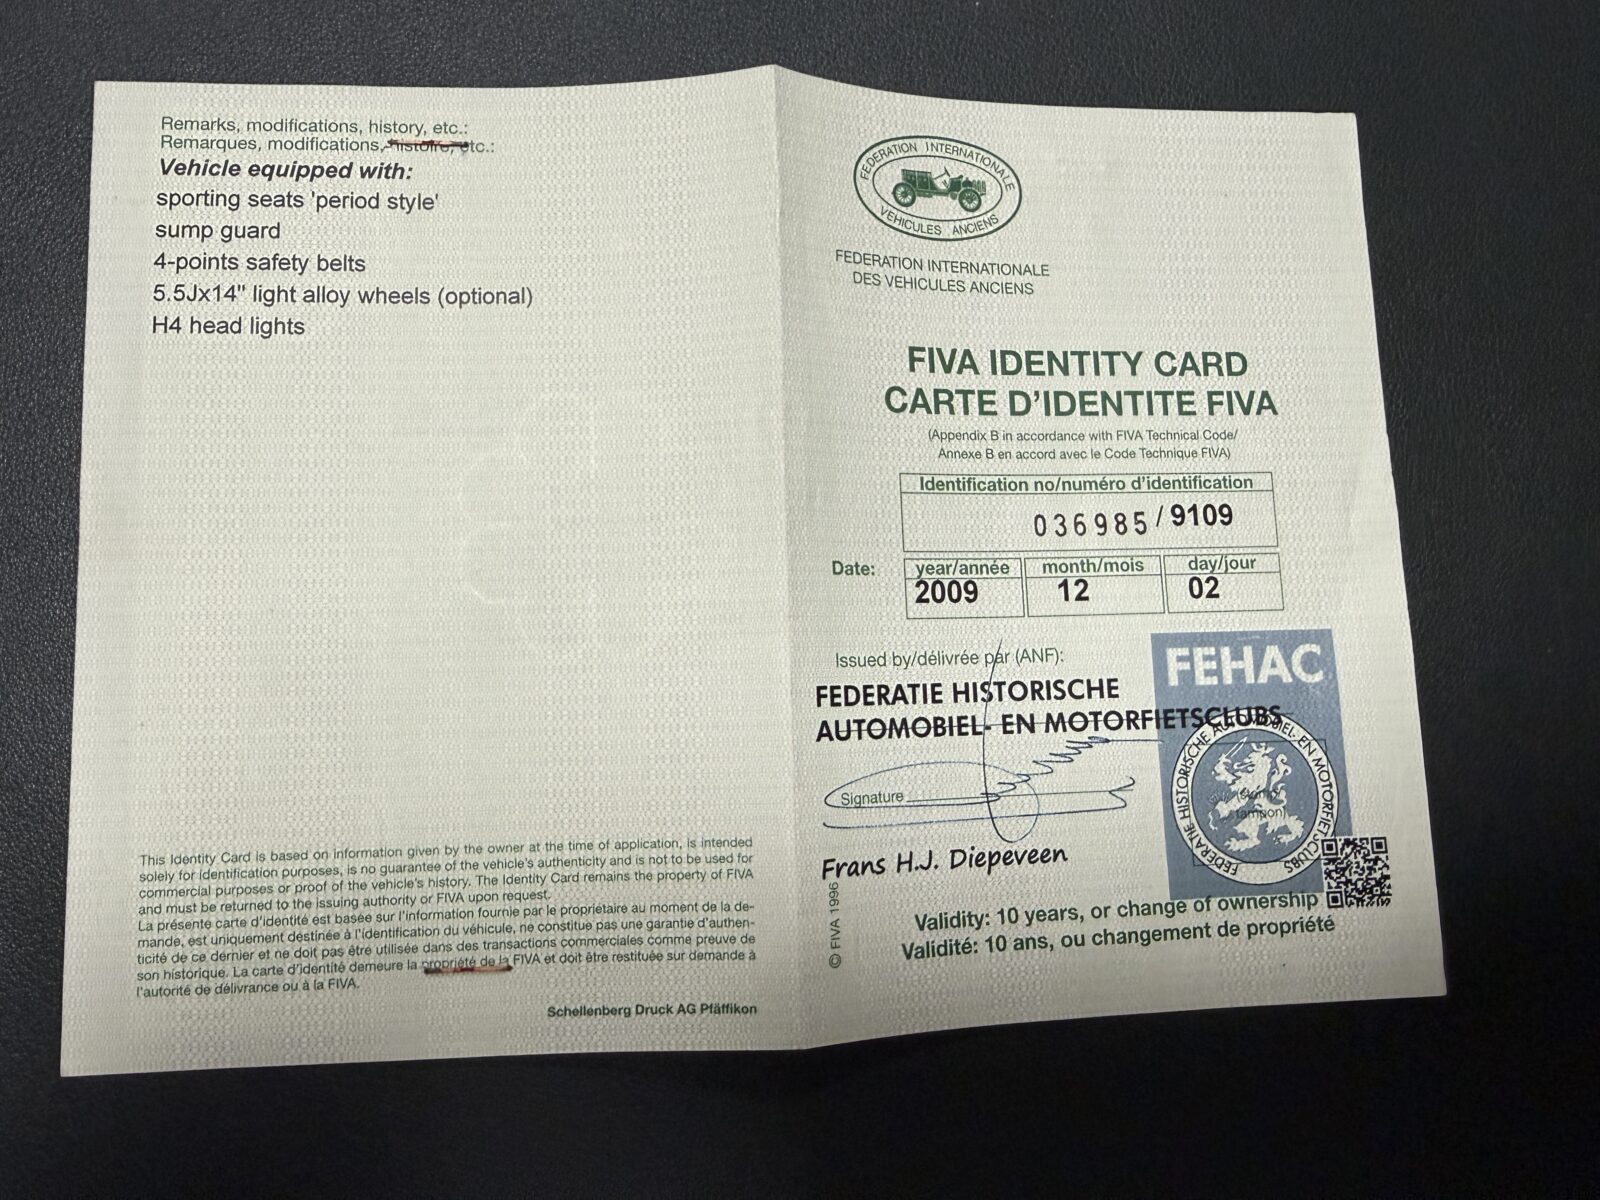 Remarks, modifications, history, etc.:
Remarques, modifications, histoire, etc.:
Vehicle equipped with:
sporting seats 'period style'
sump guard
4-points safety belts
5.5Jx14" light alloy wheels (optional)
H4 head lights
This Identity Card is based on information given by the owner at the time of application, is intended
solely for identification purposes, is no guarantee of the vehicle's authenticity and is not to be used for
commercial purposes or proof of the vehicle's history. The Identity Card remains the property of FIVA
and must be returned to the issuing authority or FIVA upon request.
La présente carte d'identité est basée sur l'information fournie par le propriétaire au moment de la de-
mande, est uniquement destinée à l'identification du véhicule, ne constitue pas une garantie d'authen-
ticité de ce dernier et ne doit pas être utilisée dans des transactions commerciales comme preuve de
son historique. La carte d'identité demeure la propriété de la FIVA et doit être restituée sur demande à
l'autorité de délivrance ou à la FIVA.
Schellenberg Druck AG Pfäffikon
FEDERATION INTERNATIONALE
VEHICULES ANCIENS
FEDERATION INTERNATIONALE
DES VEHICULES ANCIENS
FIVA IDENTITY CARD
CARTE D'IDENTITE FIVA
(Appendix B in accordance with FIVA Technical Code/
Annexe B en accord avec le Code Technique FIVA)
Identification no/numéro d'identification
036985 / 9109
Date: year/année month/mois day/jour
2009 12 02
Issued by/délivrée par (ANF):
FEDERATIE HISTORISCHE
AUTOMOBIEL- EN MOTORFIETSCLUBS
FEHAC
FEDERATIE HISTORISCHE AUTOMOBIEL- EN MOTORFIETSCLUBS
(stamp/
tampon)
Signature
Frans H.J. Diepeveen
© FIVA 1996
Validity: 10 years, or change of ownership
Validité: 10 ans, ou changement de propriété